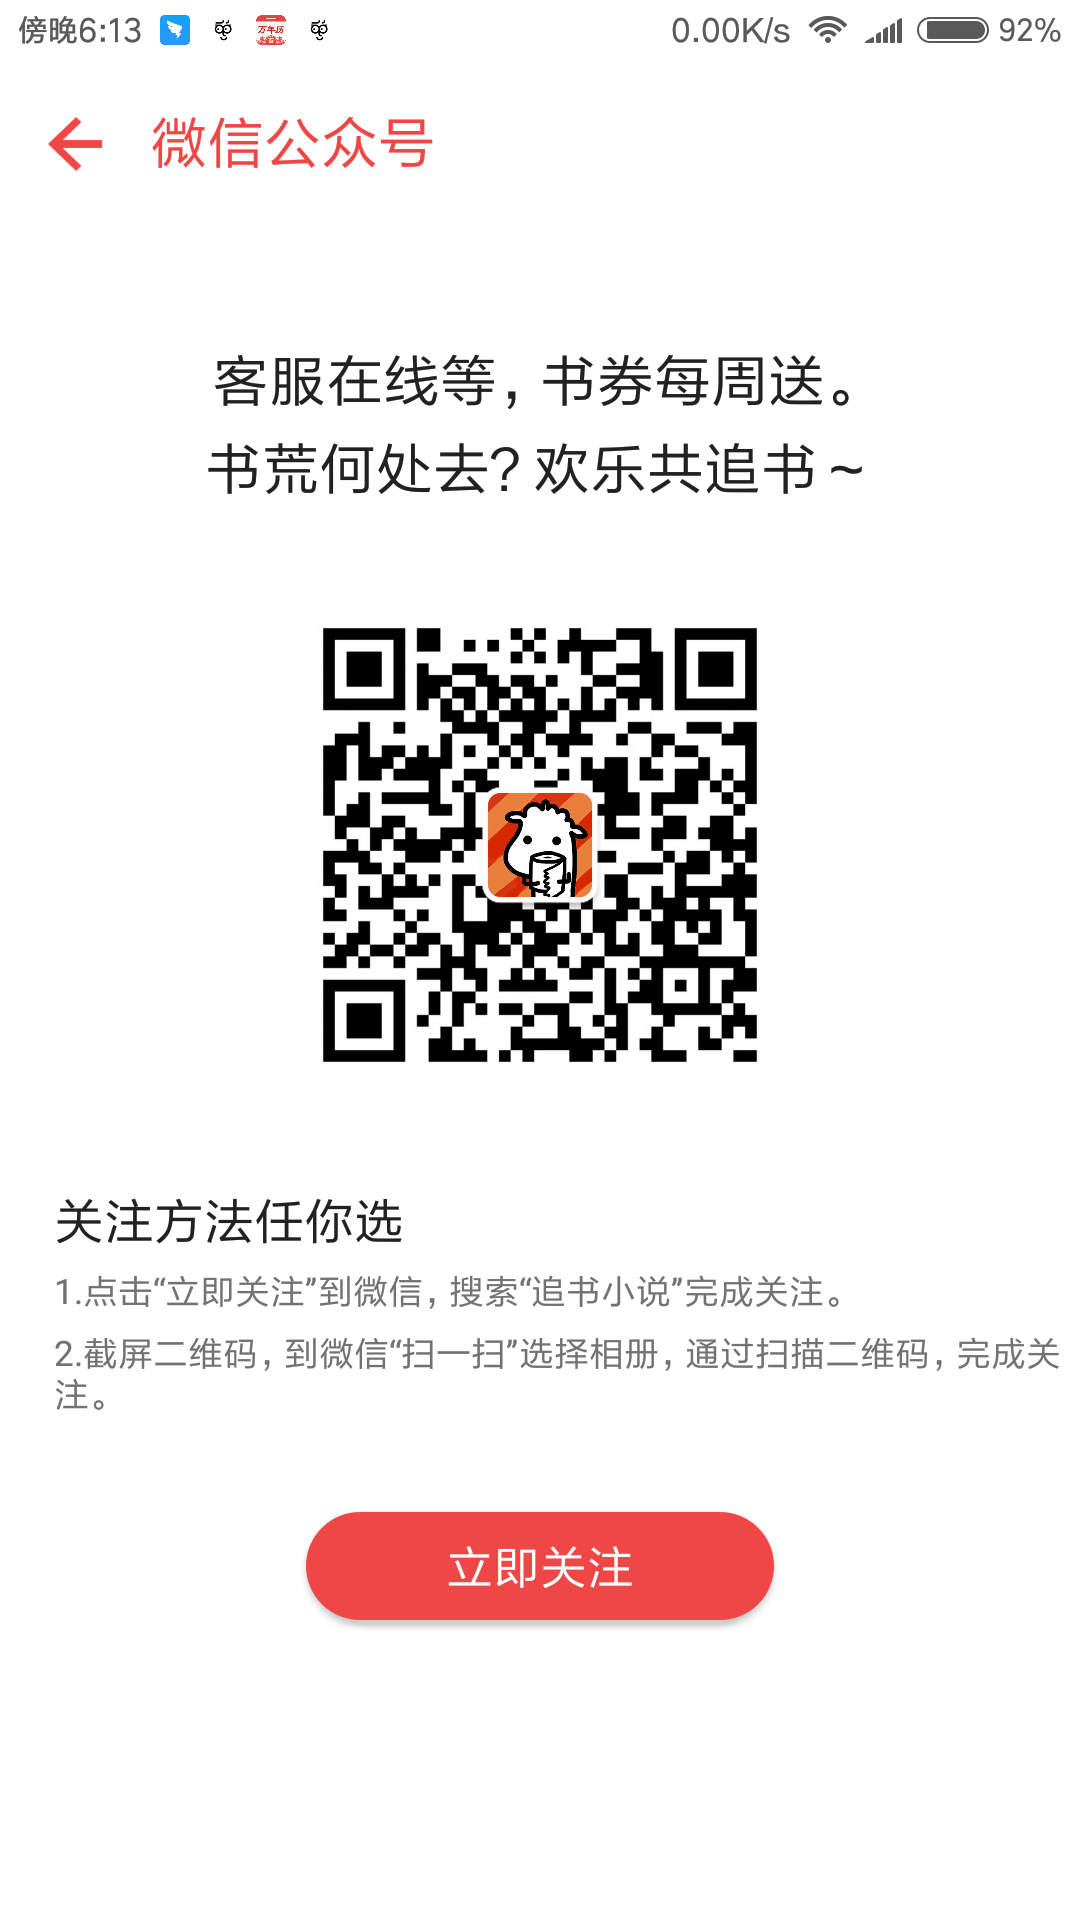 傍晚6:13 万年历 0.00K/s 92%
微信公众号
客服在线等，书券每周送。
书荒何处去？欢乐共追书～
关注方法任你选
1.点击“立即关注”到微信，搜索“追书小说”完成关注。
2.截屏二维码，到微信“扫一扫”选择相册，通过扫描二维码，完成关
注。
立即关注